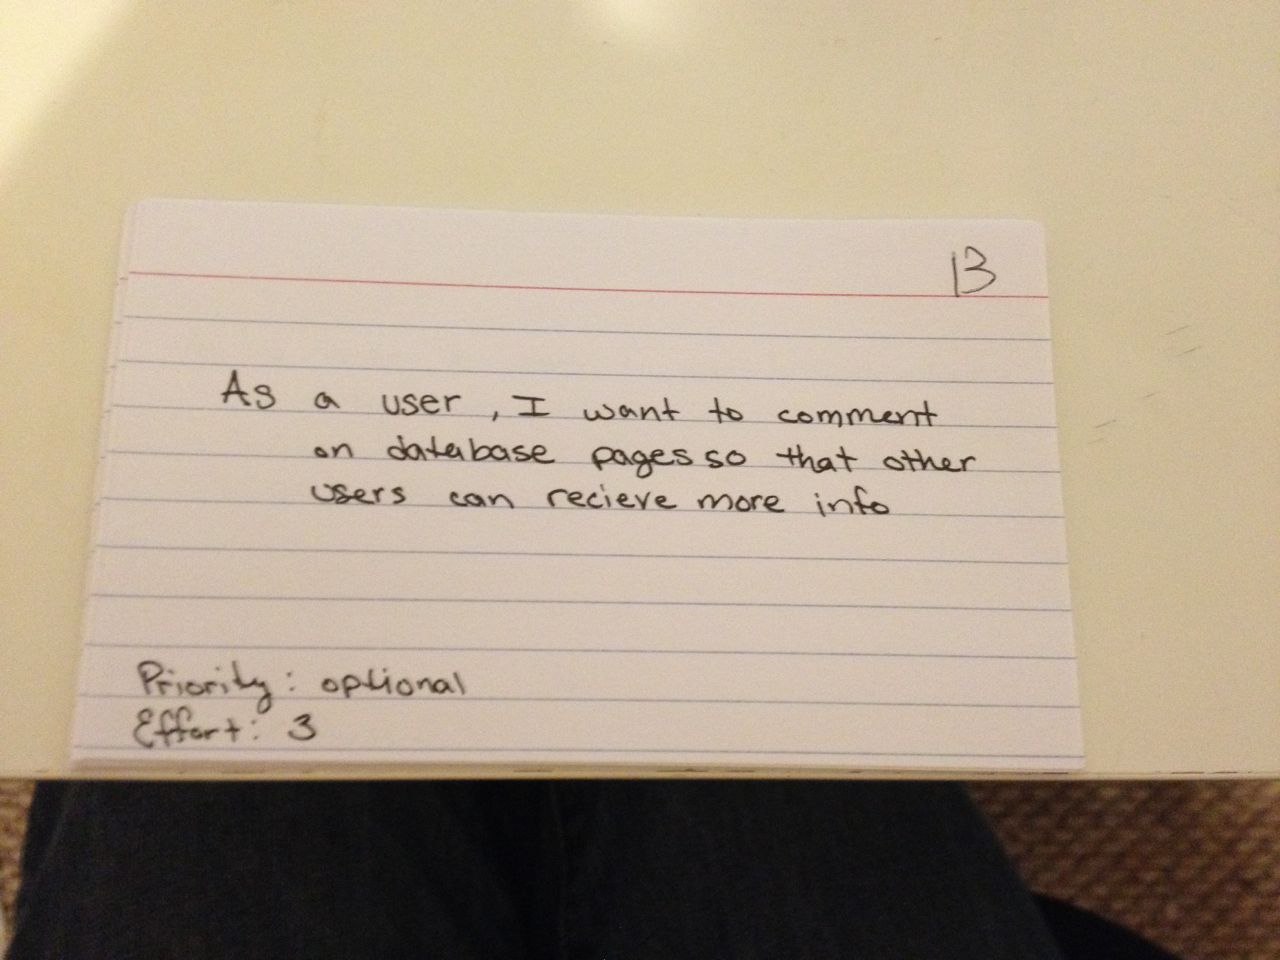 13
As a user, I want to comment
on database pages so that other
users can recieve more info
Priority: optional
Effort: 3